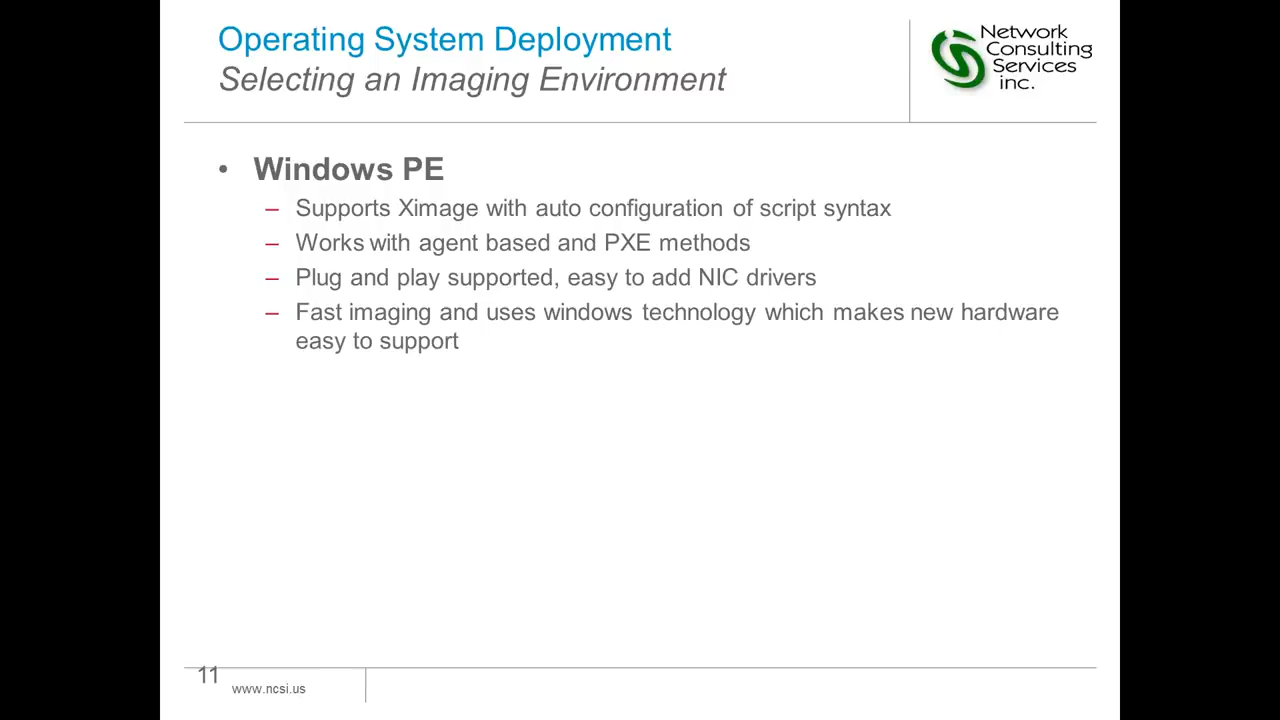 Operating System Deployment
Selecting an Imaging Environment
Network
Consulting
Services
inc.
• Windows PE
– Supports Ximage with auto configuration of script syntax
– Works with agent based and PXE methods
– Plug and play supported, easy to add NIC drivers
– Fast imaging and uses windows technology which makes new hardware
easy to support
11
www.ncsi.us